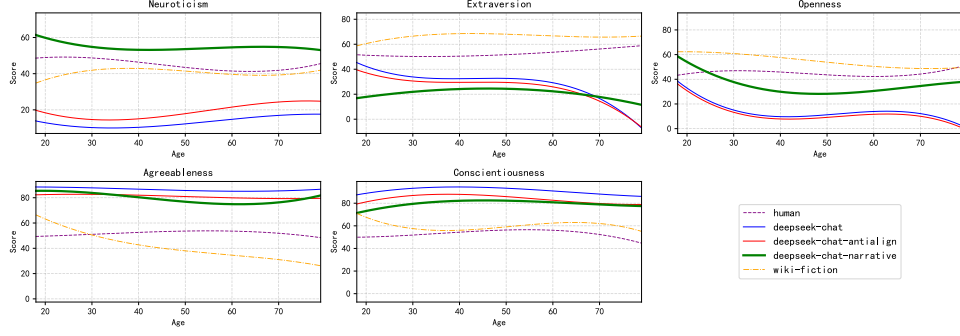 Neuroticism
Extraversion
Openness
Score
60
40
20
20 30 40 50 60 70
Age
Score
80
60
40
20
0
20 30 40 50 60 70
Age
Score
80
60
40
20
0
20 30 40 50 60 70
Age
Agreeableness
Conscientiousness
Score
80
60
40
20
0
20 30 40 50 60 70
Age
Score
80
60
40
20
0
20 30 40 50 60 70
Age
human
deepseek-chat
deepseek-chat-antialign
deepseek-chat-narrative
wiki-fiction